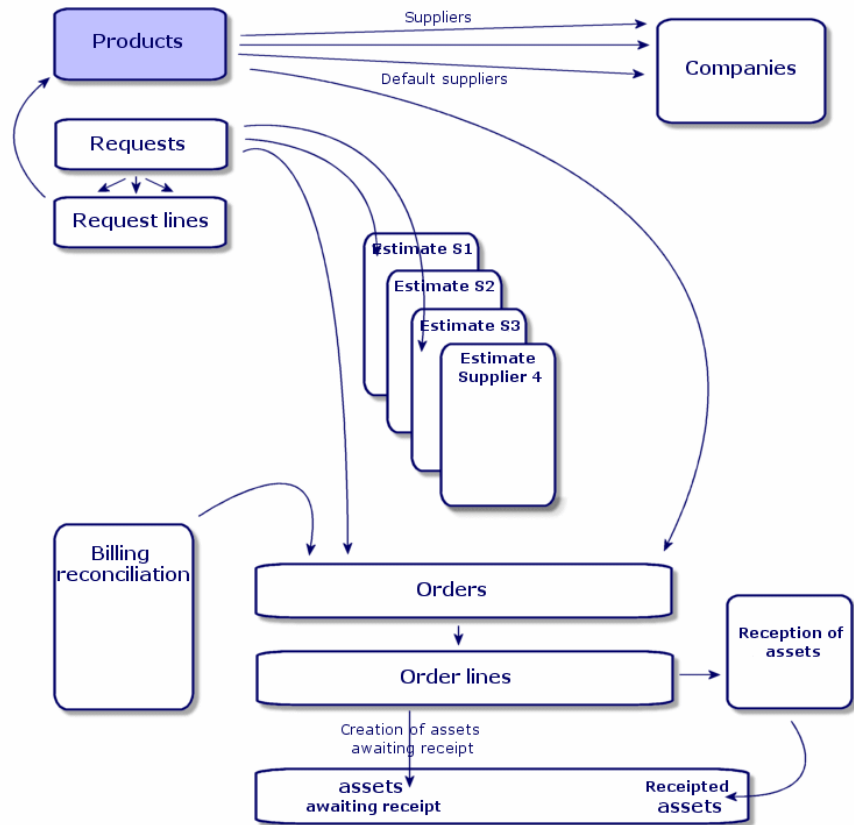 Suppliers
Products
Companies
Default suppliers
Requests
Request lines
Estimate S1
Estimate S2
Estimate S3
Estimate
Supplier 4
Billing
reconciliation
Orders
Reception of
assets
Order lines
Creation of assets
awaiting receipt
assets
awaiting receipt
Receipted
assets